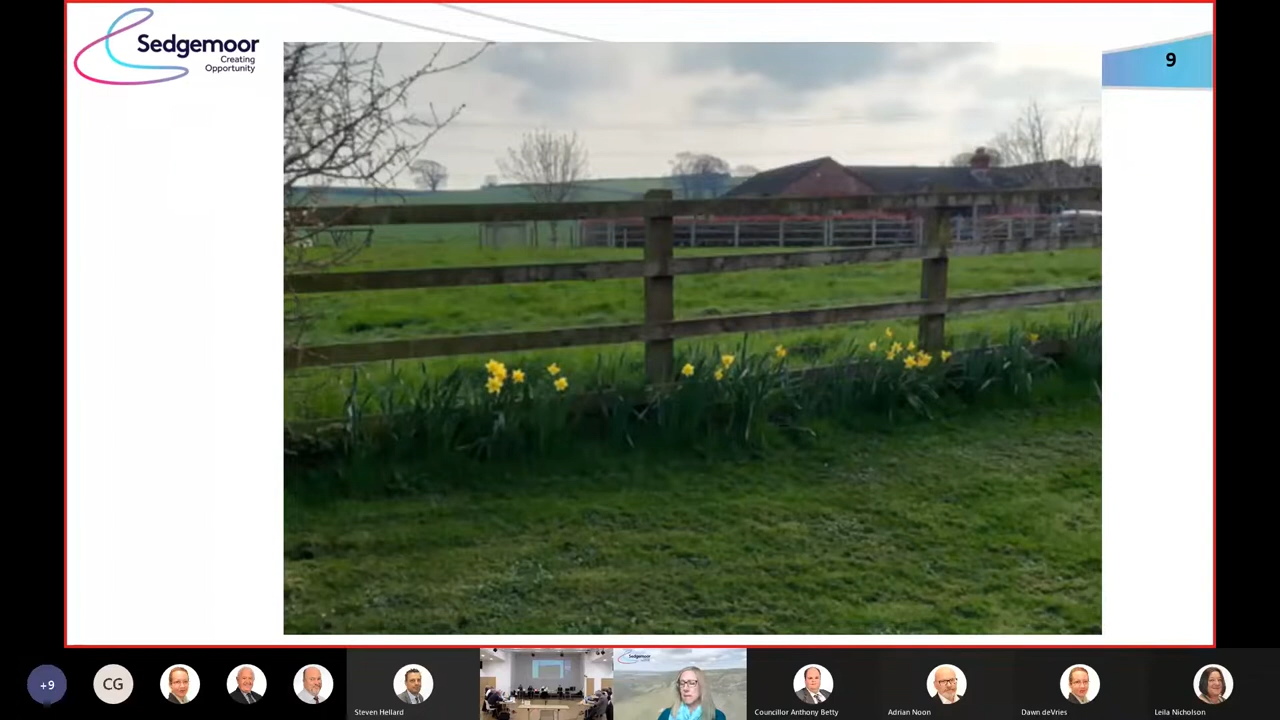 Sedgemoor
Creating
Opportunity
9
+9
CG
Steven Hellard
Councillor Anthony Betty
Adrian Noon
Dawn deVries
Leila Nicholson